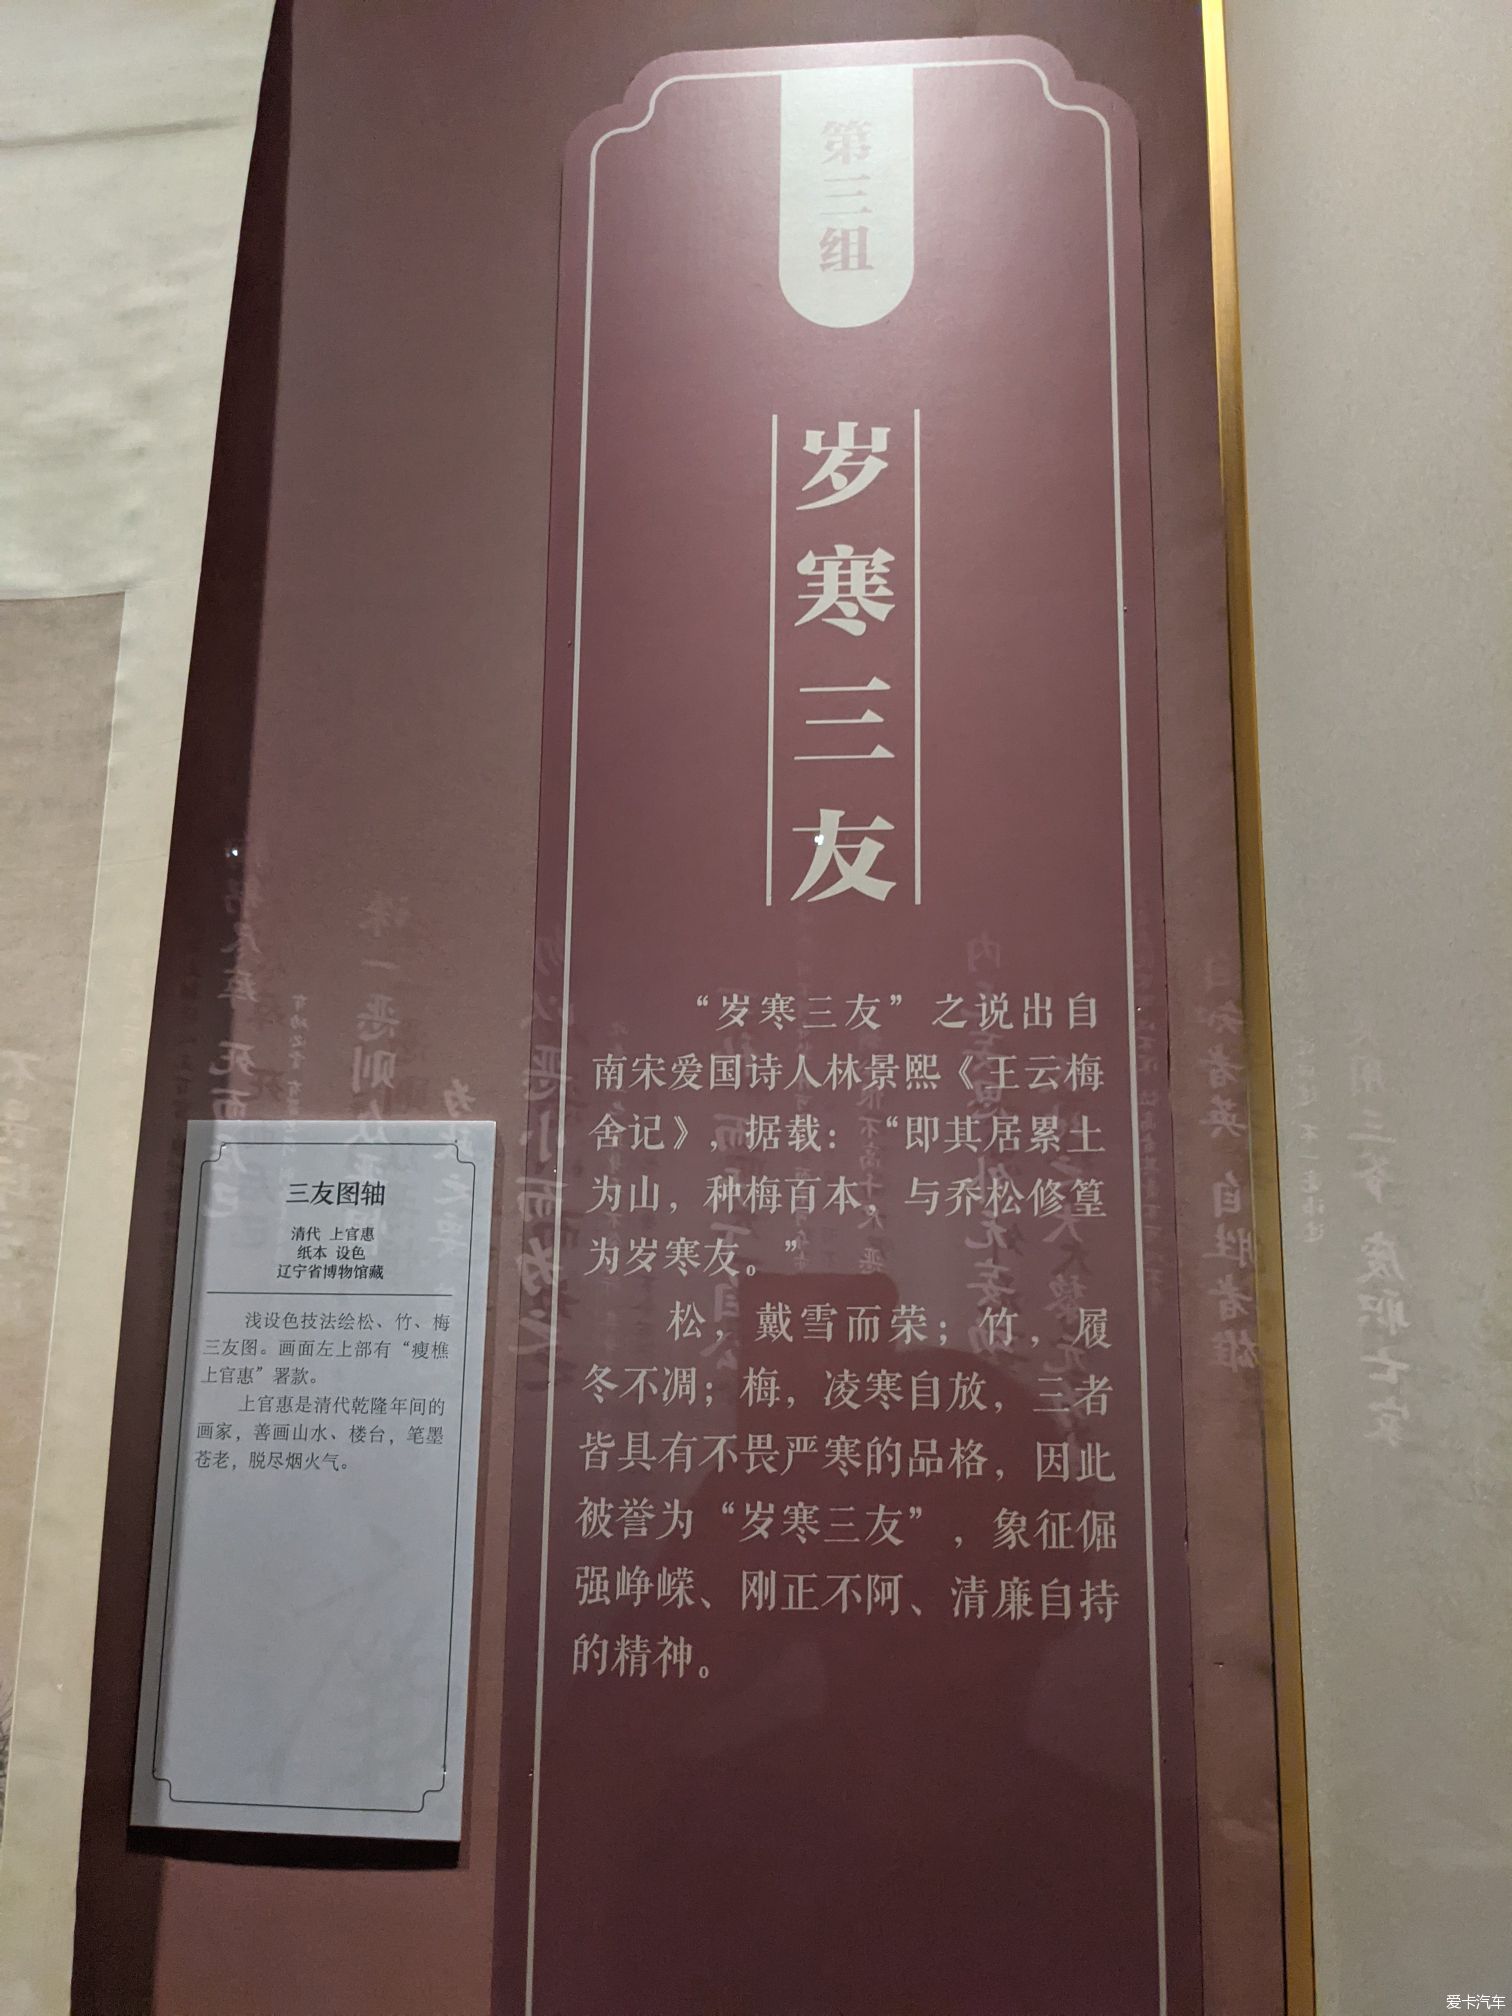 第三组
岁寒三友
“岁寒三友”之说出自
南宋爱国诗人林景熙《王云梅
舍记》，据载：“即其居累土
为山，种梅百本，与乔松修篁
为岁寒友。”
松，戴雪而荣；竹，履
冬不凋；梅，凌寒自放，三者
皆具有不畏严寒的品格，因此
被誉为“岁寒三友”，象征倔
强峥嵘、刚正不阿、清廉自持
的精神。
三友图轴
清代 上官惠
纸本 设色
辽宁省博物馆藏
浅设色技法绘松、竹、梅
三友图。画面左上部有“瘦樵
上官惠”署款。
上官惠是清代乾隆年间的
画家，善画山水、楼台，笔墨
苍老，脱尽烟火气。
自知者英 自胜者雄
爱卡汽车